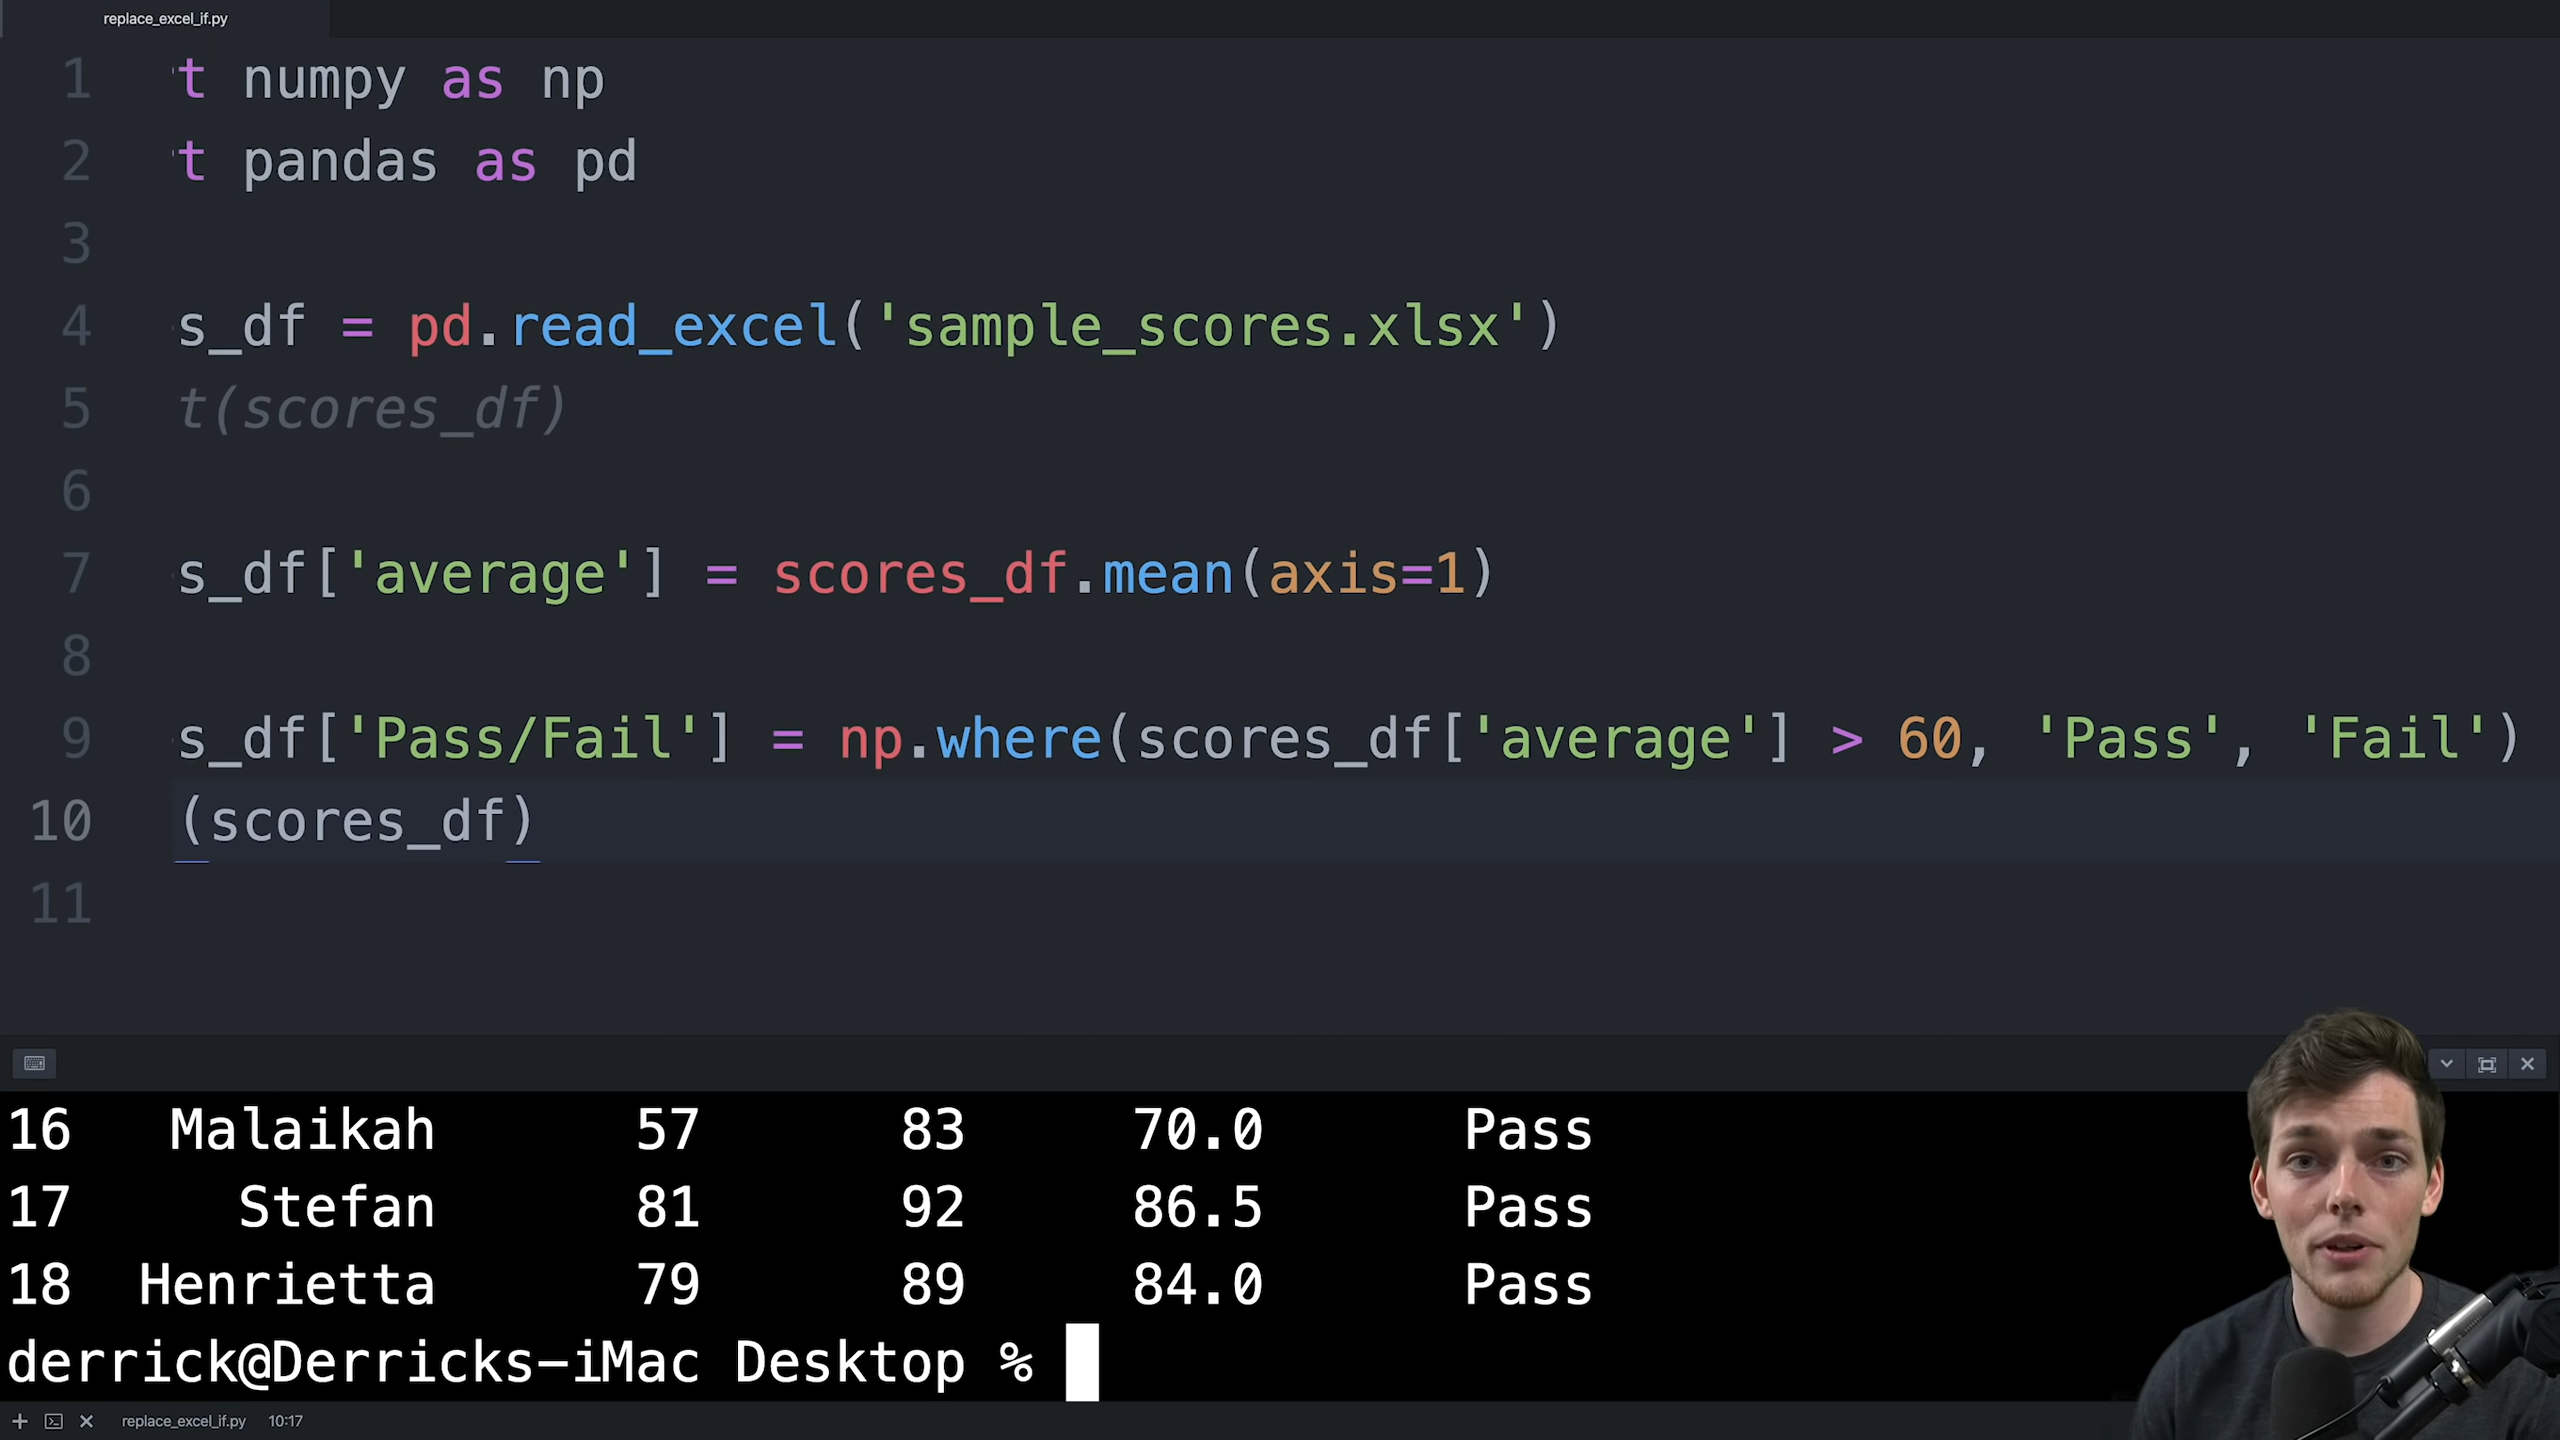 replace_excel_if.py
1 t numpy as np
2 t pandas as pd
3
4 s_df = pd.read_excel('sample_scores.xlsx')
5 t(scores_df)
6
7 s_df['average'] = scores_df.mean(axis=1)
8
9 s_df['Pass/Fail'] = np.where(scores_df['average'] > 60, 'Pass', 'Fail')
10 (scores_df)
11
16 Malaikah 57 83 70.0 Pass
17 Stefan 81 92 86.5 Pass
18 Henrietta 79 89 84.0 Pass
derrick@Derricks-iMac Desktop %
replace_excel_if.py 10:17